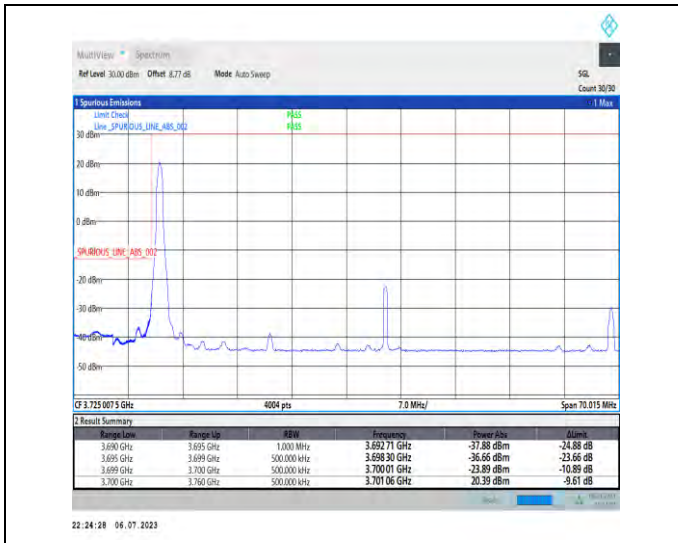 MultiView Spectrum
Ref Level 30.00 dBm Offset 8.77 dB Mode Auto Sweep SGL
Count 30/30
1 Spurious Emissions 1 Max
Limit Check PASS
Line _SPURIOUS_LINE_ABS_002 PASS
30 dBm
20 dBm
10 dBm
0 dBm
_SPURIOUS_LINE_ABS_002
-20 dBm
-30 dBm
-40 dBm
-50 dBm
CF 3.725 007 5 GHz 4004 pts 7.0 MHz/ Span 70.015 MHz
2 Result Summary
Range Low Range Up RBW Frequency Power Abs ΔLimit
3.690 GHz 3.695 GHz 1.000 MHz 3.692 71 GHz -37.88 dBm -24.88 dB
3.695 GHz 3.699 GHz 500.000 kHz 3.698 30 GHz -36.66 dBm -23.66 dB
3.699 GHz 3.700 GHz 500.000 kHz 3.700 01 GHz -23.89 dBm -10.89 dB
3.700 GHz 3.760 GHz 500.000 kHz 3.701 06 GHz 20.39 dBm -9.61 dB
22:24:28 06.07.2023